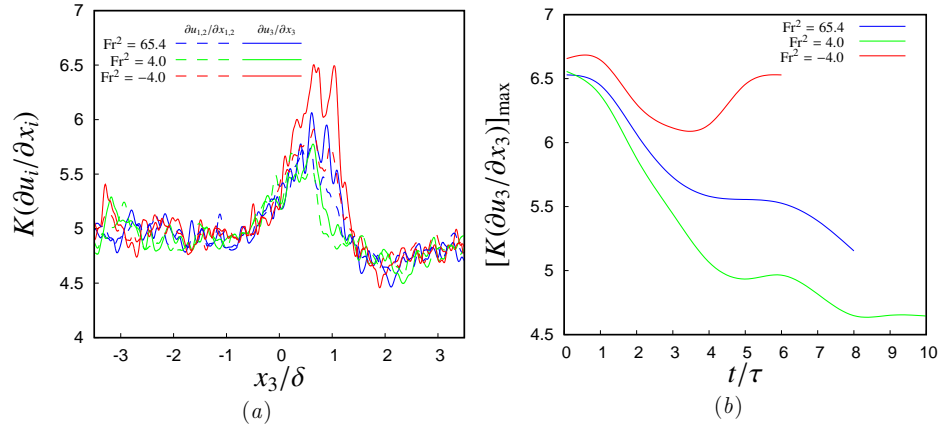 ∂u₁,₂/∂x₁,₂ ∂u₃/∂x₃
Fr² = 65.4
Fr² = 4.0
Fr² = −4.0
7
6.5
6
5.5
5
4.5
4
K(∂uᵢ/∂xᵢ)
-3 -2 -1 0 1 2 3
x₃/δ
(a)
Fr² = 65.4
Fr² = 4.0
Fr² = −4.0
7
6.5
6
5.5
5
4.5
[K(∂u₃/∂x₃)]max
0 1 2 3 4 5 6 7 8 9 10
t/τ
(b)